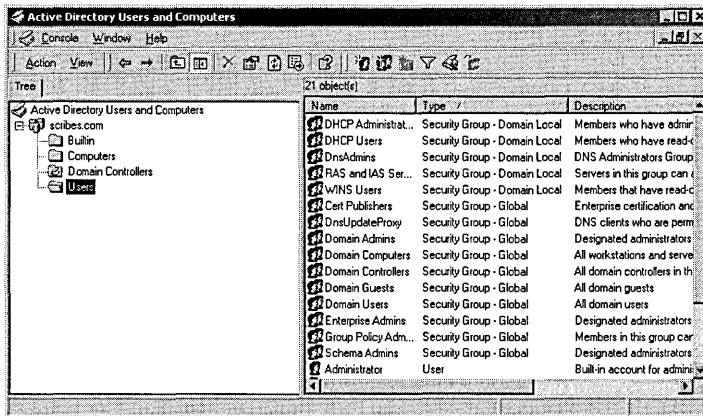 Active Directory Users and Computers
Console Window Help
Action View
Tree
21 object(s)
Active Directory Users and Computers
scribes.com
Builtin
Computers
Domain Controllers
Users
Name Type Description
DHCP Administrat... Security Group - Domain Local Members who have admir
DHCP Users Security Group - Domain Local Members who have read-c
DnsAdmins Security Group - Domain Local DNS Administrators Group
RAS and IAS Ser... Security Group - Domain Local Servers in this group can a
WINS Users Security Group - Domain Local Members that have read-c
Cert Publishers Security Group - Global Enterprise certification anc
DnsUpdateProxy Security Group - Global DNS clients who are perm
Domain Admins Security Group - Global Designated administrators
Domain Computers Security Group - Global All workstations and serve
Domain Controllers Security Group - Global All domain controllers in th
Domain Guests Security Group - Global All domain guests
Domain Users Security Group - Global All domain users
Enterprise Admins Security Group - Global Designated administrators
Group Policy Adm... Security Group - Global Members in this group car
Schema Admins Security Group - Global Designated administrators
Administrator User Built-in account for admini